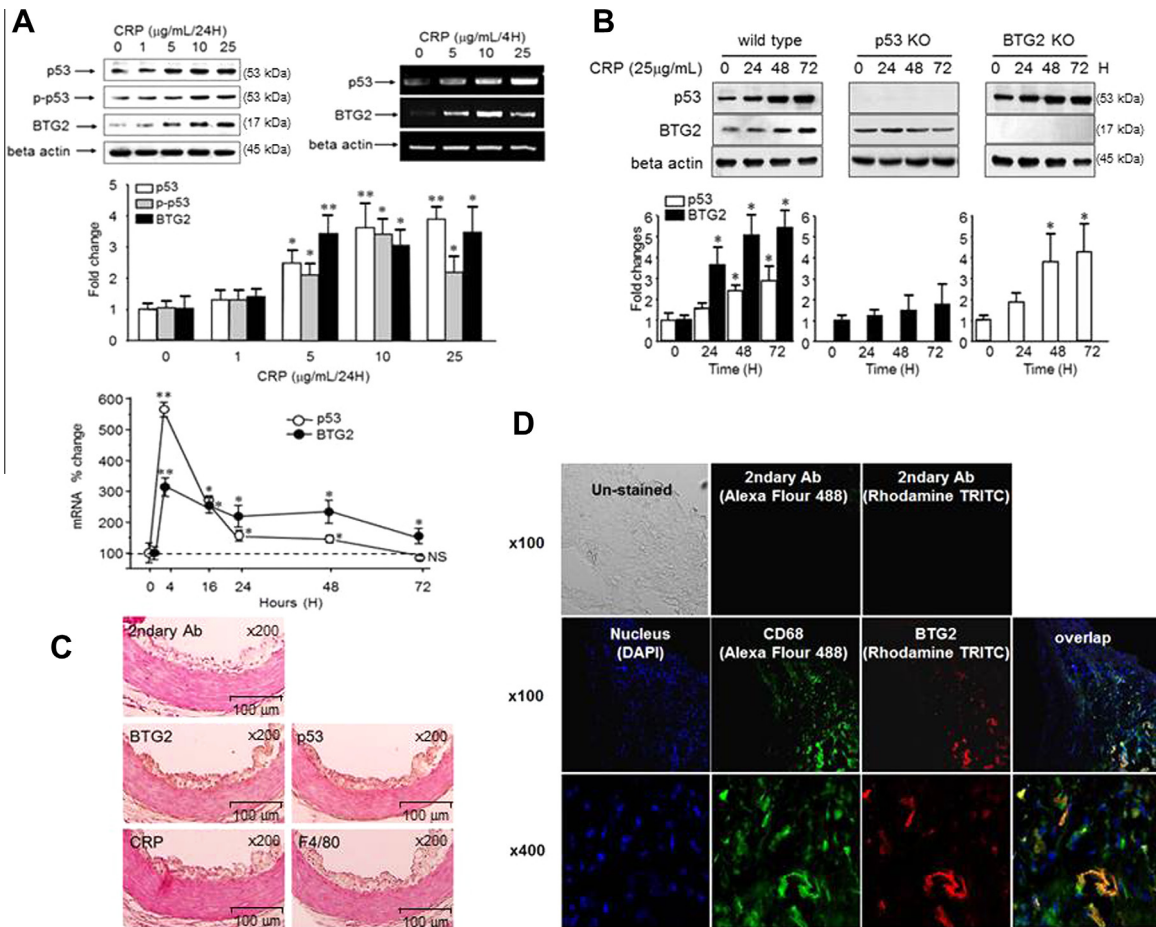 A
CRP (µg/mL/24H)
0 1 5 10 25
p53 (53 kDa)
p-p53 (53 kDa)
BTG2 (17 kDa)
beta actin (45 kDa)
CRP (µg/mL/4H)
0 5 10 25
p53
BTG2
beta actin
p53
p-p53
BTG2
Fold change
5
4
3
2
1
0
** ** **
* * * * * *
0 1 5 10 25
CRP (µg/mL/24H)
mRNA % change
600
500
400
300
200
100
p53
BTG2
** **
* * * * * * *
NS
0 4 16 24 48 72
Hours (H)
B
wild type p53 KO BTG2 KO
CRP (25µg/mL) 0 24 48 72 0 24 48 72 0 24 48 72 H
p53 (53 kDa)
BTG2 (17 kDa)
beta actin (45 kDa)
p53
BTG2
Fold changes
6
5
4
3
2
1
0
* * * * *
0 24 48 72
Time (H)
6
5
4
3
2
1
0
0 24 48 72
Time (H)
6
5
4
3
2
1
0
* *
0 24 48 72
Time (H)
C
2ndary Ab x200
100 µm
BTG2 x200
100 µm
p53 x200
100 µm
CRP x200
100 µm
F4/80 x200
100 µm
D
x100
Un-stained
2ndary Ab
(Alexa Flour 488)
2ndary Ab
(Rhodamine TRITC)
x100
Nucleus
(DAPI)
CD68
(Alexa Flour 488)
BTG2
(Rhodamine TRITC)
overlap
x400